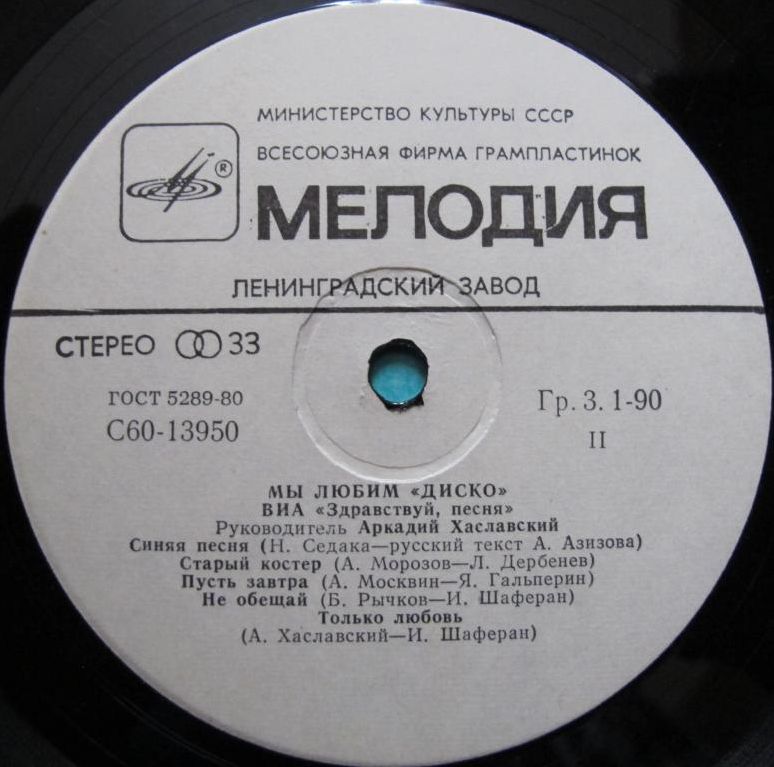 МИНИСТЕРСТВО КУЛЬТУРЫ СССР
ВСЕСОЮЗНАЯ ФИРМА ГРАМПЛАСТИНОК
®
МЕЛОДИЯ
ЛЕНИНГРАДСКИЙ ЗАВОД
СТЕРЕО 33
ГОСТ 5289-80
С60-13950
Гр. 3. 1-90
II
МЫ ЛЮБИМ «ДИСКО»
ВИА «Здравствуй, песня»
Руководитель Аркадий Хаславский
Синяя песня (Н. Седака—русский текст А. Азизова)
Старый костер (А. Морозов—Л. Дербенев)
Пусть завтра (А. Москвин—Я. Гальперин)
Не обещай (Б. Рычков—И. Шаферан)
Только любовь
(А. Хаславский—И. Шаферан)